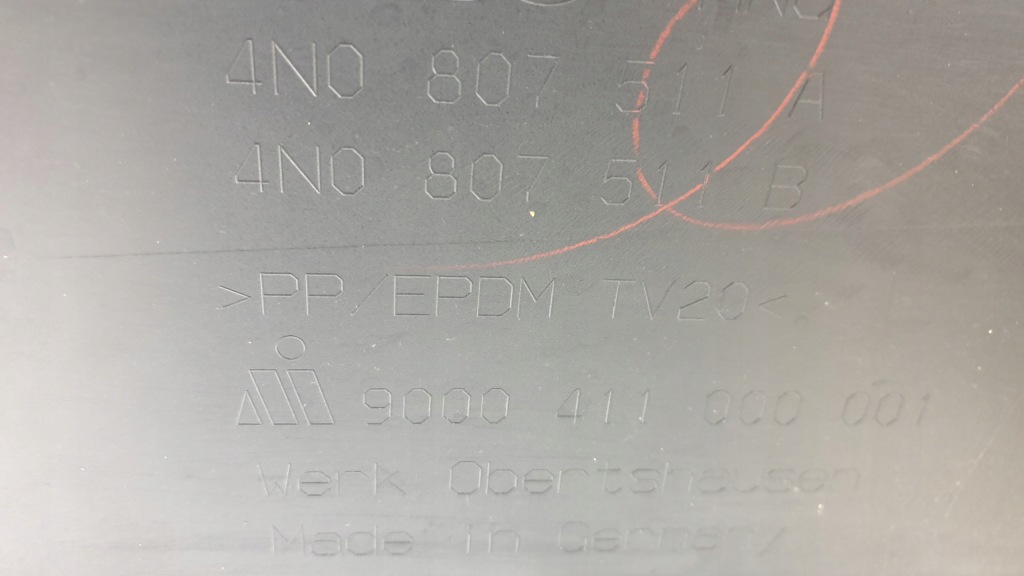 4N0 807 511 A
4N0 807 511 B
>PP/EPDM TV20<
9000 411 000 001
Werk Obertshausen
Made in Germany